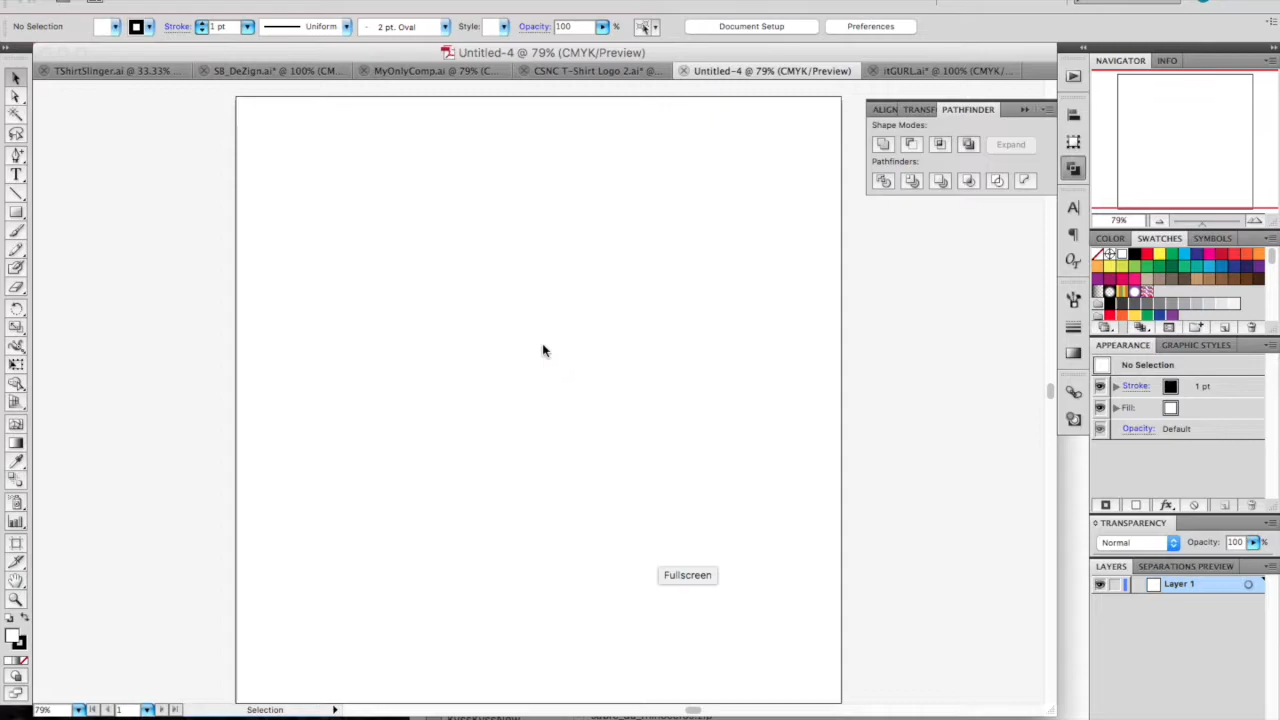 No Selection Stroke: 1 pt Uniform 2 pt. Oval Style: Opacity: 100 % Document Setup Preferences
Untitled-4 @ 79% (CMYK/Preview)
TShirtSlinger.ai @ 33.33% ... SB_DeZign.ai* @ 100% (CM... MyOnlyComp.ai @ 79% (C... CSNC T-Shirt Logo 2.ai* @... Untitled-4 @ 79% (CMYK/Preview) itGURL.ai* @ 100% (CMYK/...
NAVIGATOR INFO
ALIGN TRANSF PATHFINDER
Shape Modes:
Expand
Pathfinders:
79%
COLOR SWATCHES SYMBOLS
APPEARANCE GRAPHIC STYLES
No Selection
Stroke: 1 pt
Fill:
Opacity: Default
fx
TRANSPARENCY
Normal Opacity: 100 %
LAYERS SEPARATIONS PREVIEW
Layer 1
Fullscreen
79% 1 Selection